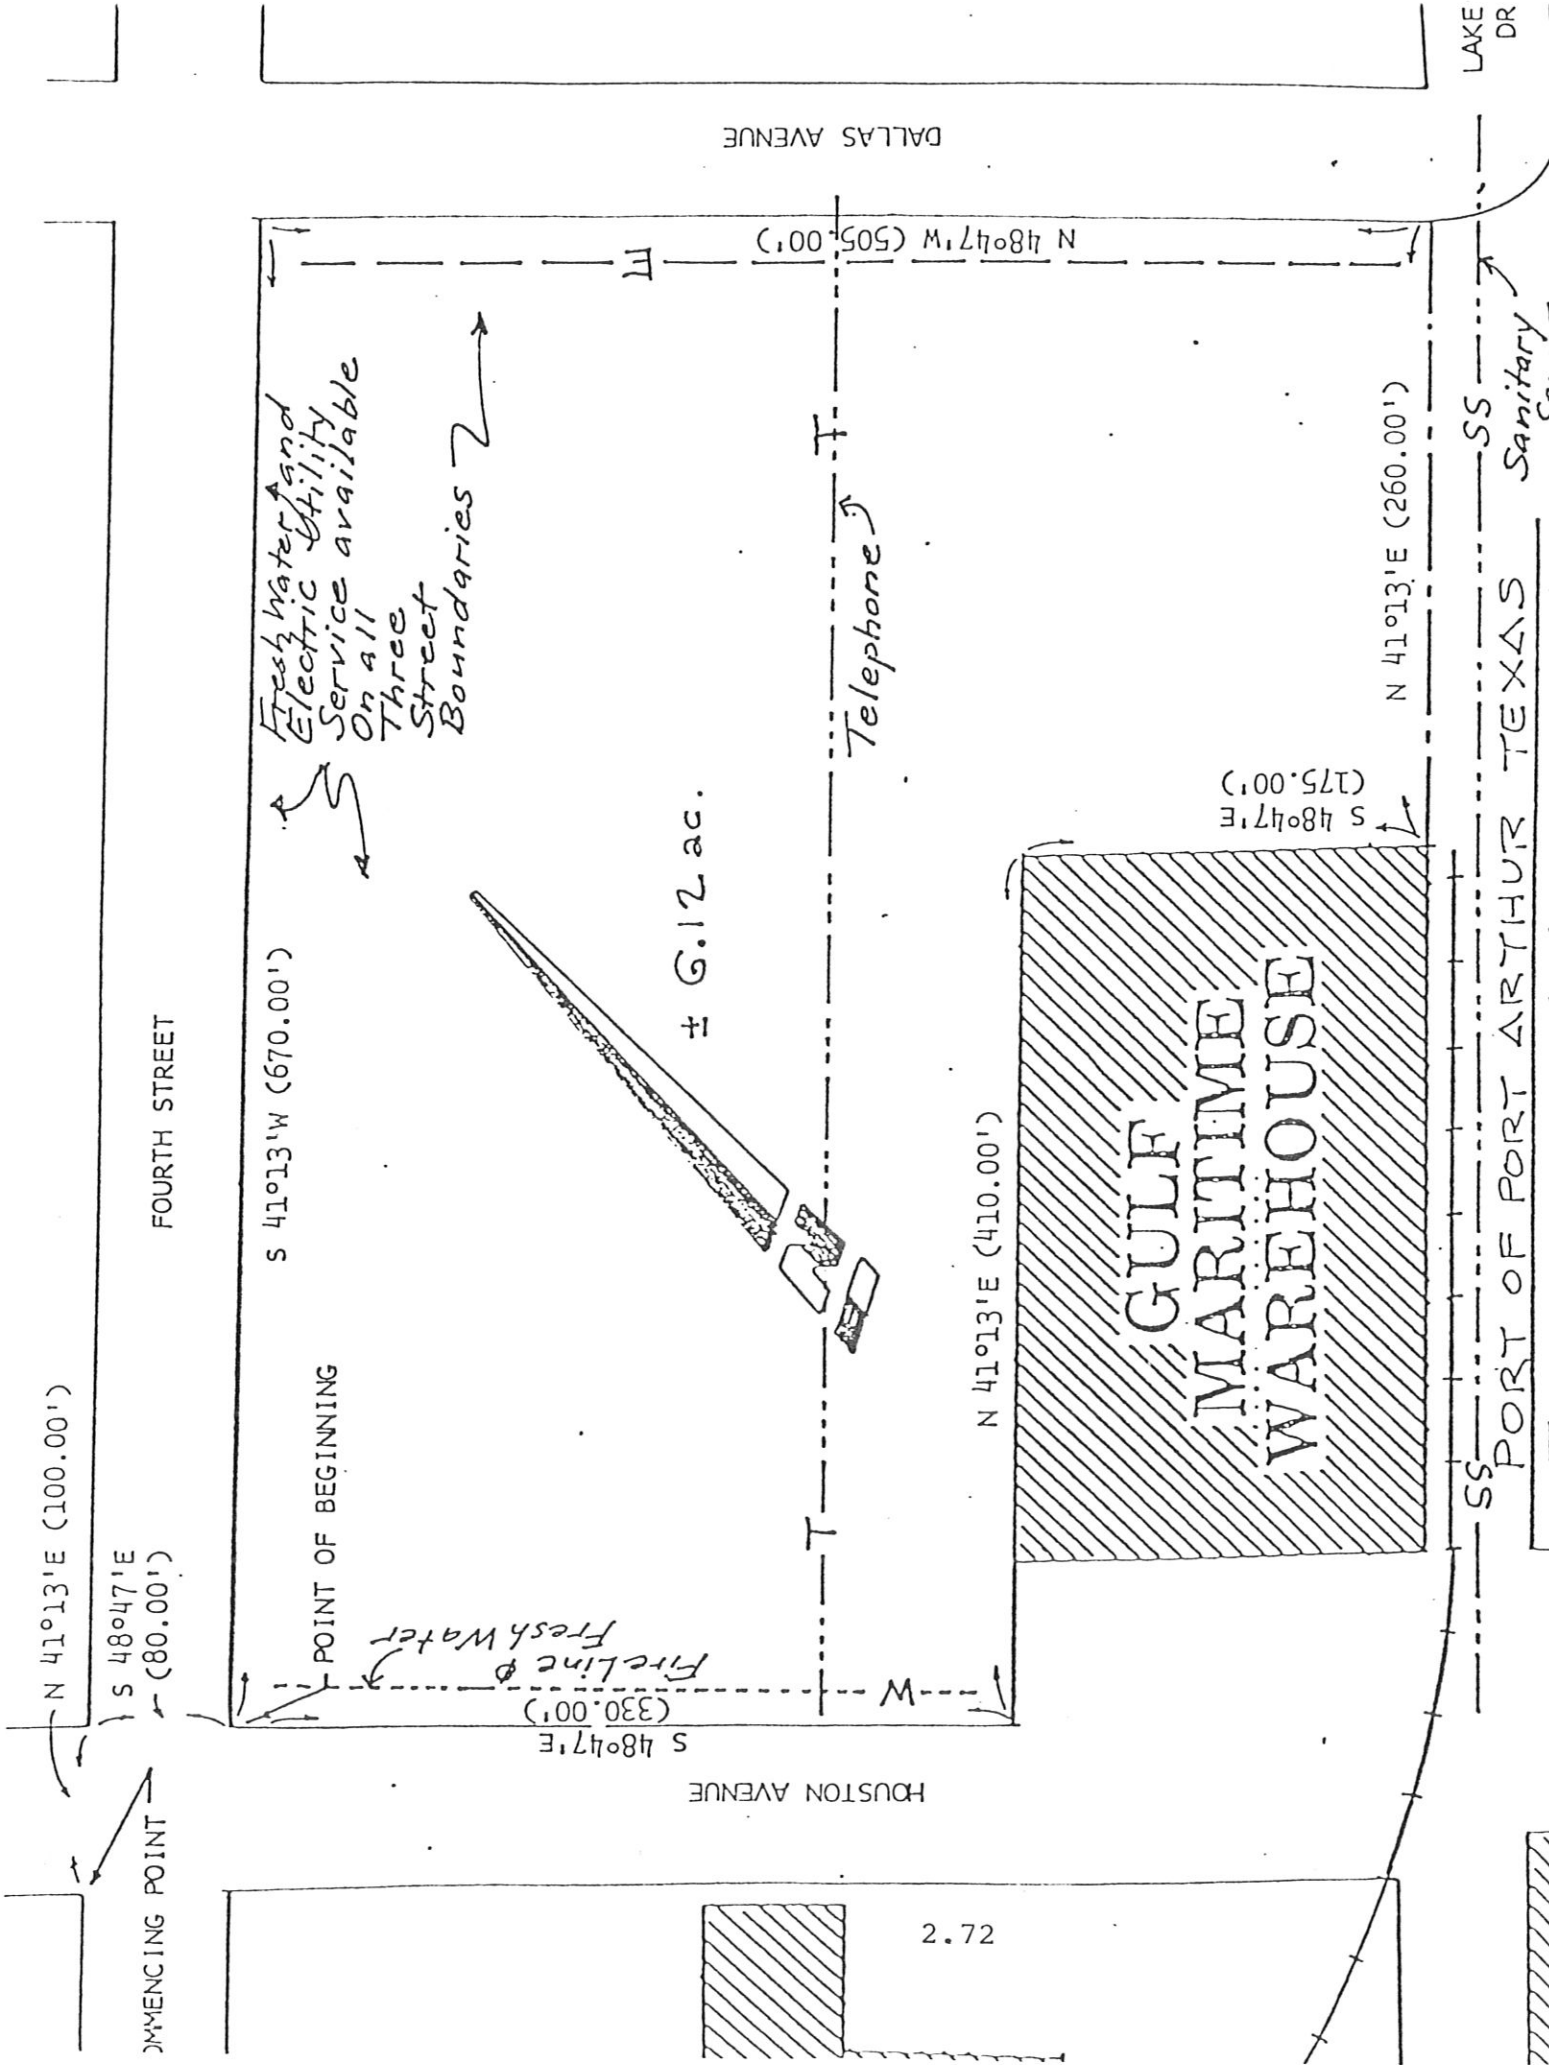 N 41°13'E (100.00')
S 48°47'E
(80.00')
POINT
FOURTH STREET
S 41°13'W (670.00')
POINT OF BEGINNING
Fresh Water and
Electric Utility
Service available
On all
Three
Street
Boundaries
DALLAS AVENUE
N 48°47'W (505.00')
E
± 6.12 ac.
T
Telephone
T
Fire Line &
Fresh Water
W
S 48°47'E
(330.00')
HOUSTON AVENUE
N 41°13'E (410.00')
S 48°47'E
(175.00')
N 41°13'E (260.00')
GULF
MARITIME
WAREHOUSE
2.72
SS
SS
Sanitary
PORT OF PORT ARTHUR TEXAS
LAKE
DR